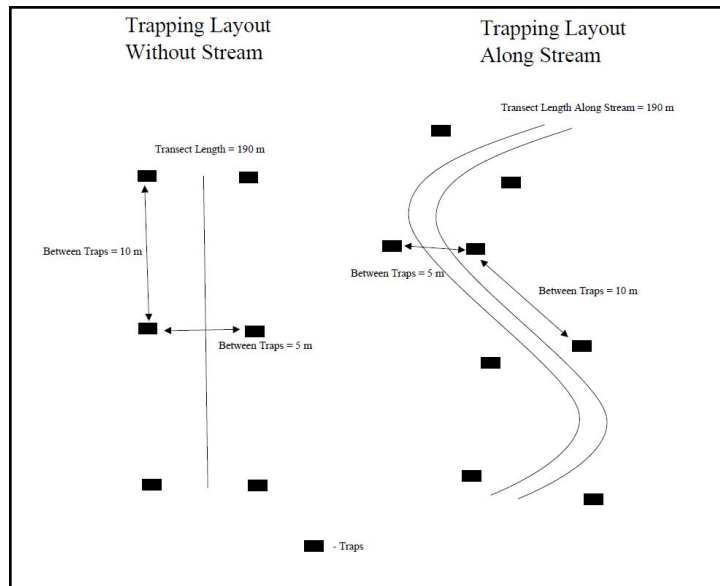 Trapping Layout
Without Stream
Transect Length = 190 m
Between Traps = 10 m
Between Traps = 5 m
Trapping Layout
Along Stream
Transect Length Along Stream = 190 m
Between Traps = 5 m
Between Traps = 10 m
- Traps